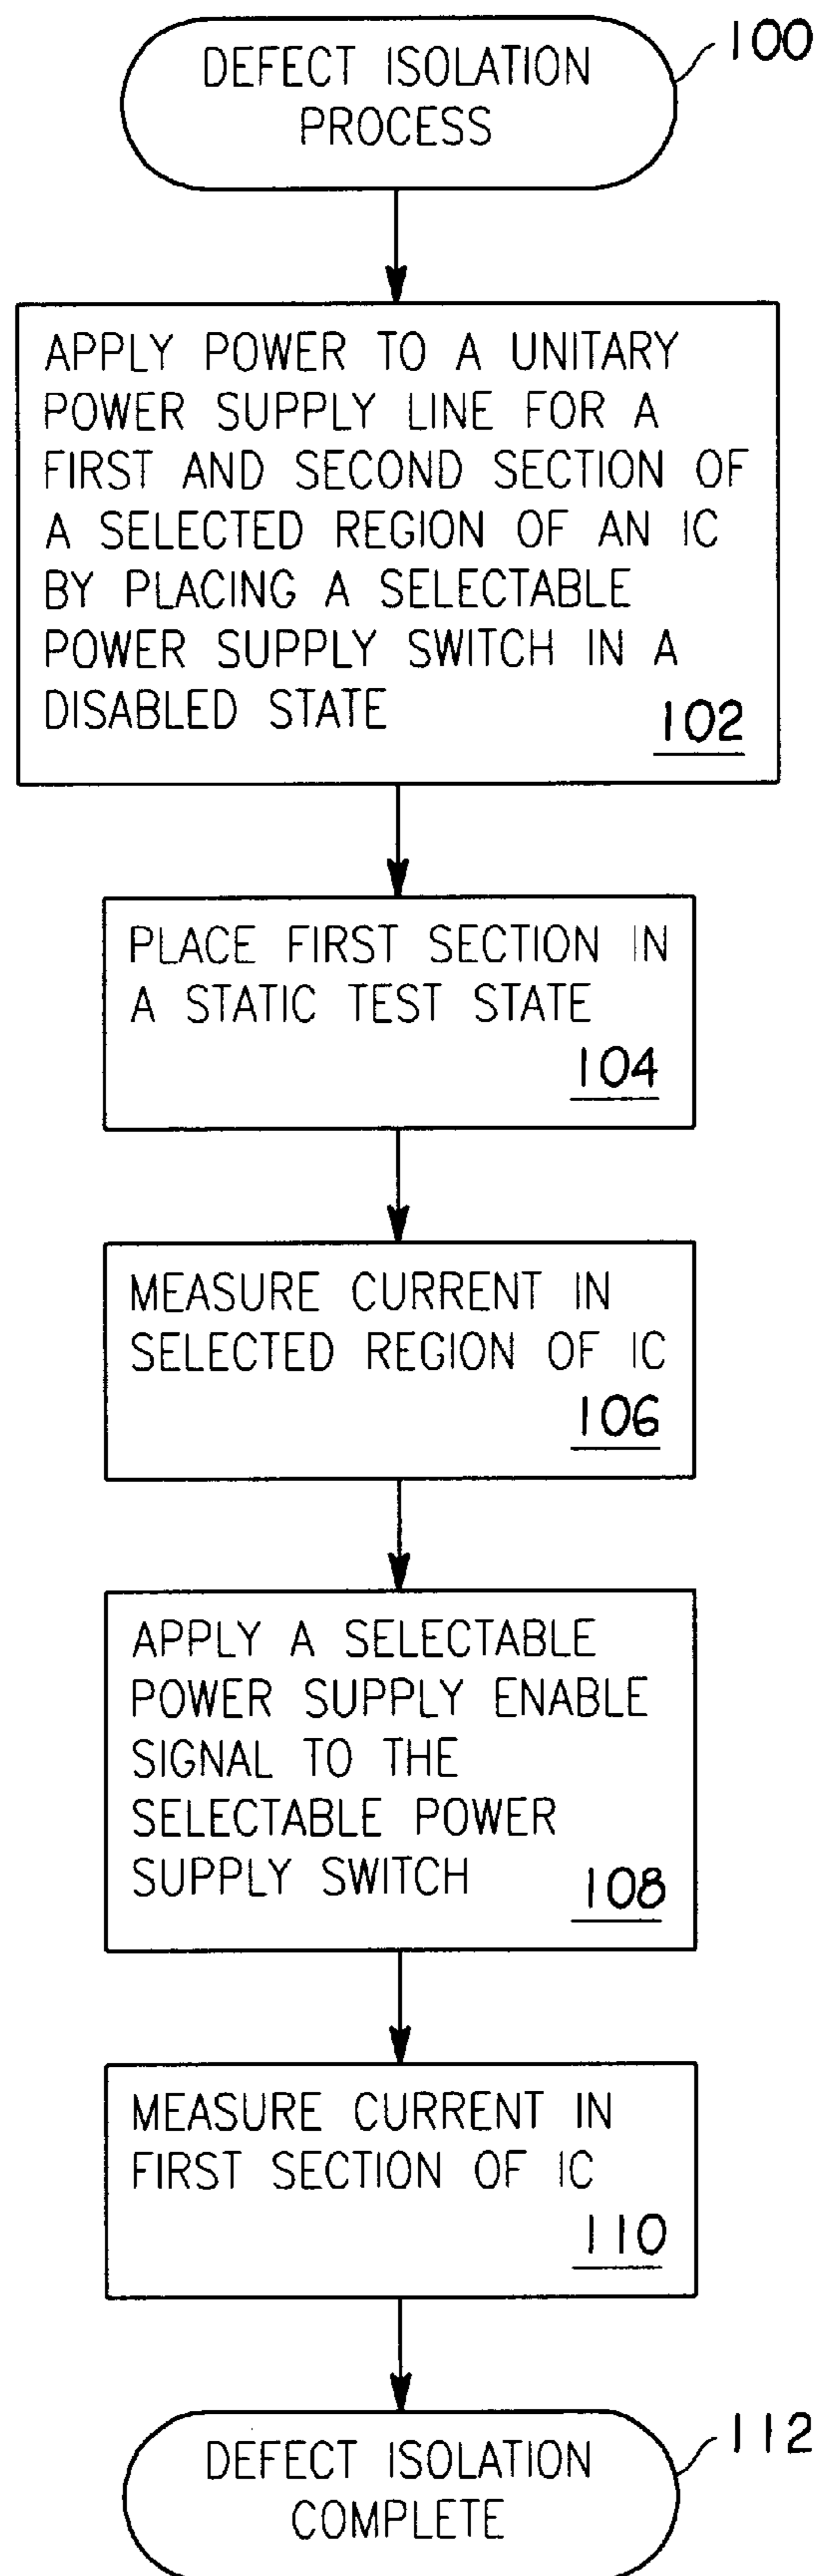 100
DEFECT ISOLATION
PROCESS
APPLY POWER TO A UNITARY
POWER SUPPLY LINE FOR A
FIRST AND SECOND SECTION OF
A SELECTED REGION OF AN IC
BY PLACING A SELECTABLE
POWER SUPPLY SWITCH IN A
DISABLED STATE
102
PLACE FIRST SECTION IN
A STATIC TEST STATE
104
MEASURE CURRENT IN
SELECTED REGION OF IC
106
APPLY A SELECTABLE
POWER SUPPLY ENABLE
SIGNAL TO THE
SELECTABLE POWER
SUPPLY SWITCH
108
MEASURE CURRENT IN
FIRST SECTION OF IC
110
112
DEFECT ISOLATION
COMPLETE